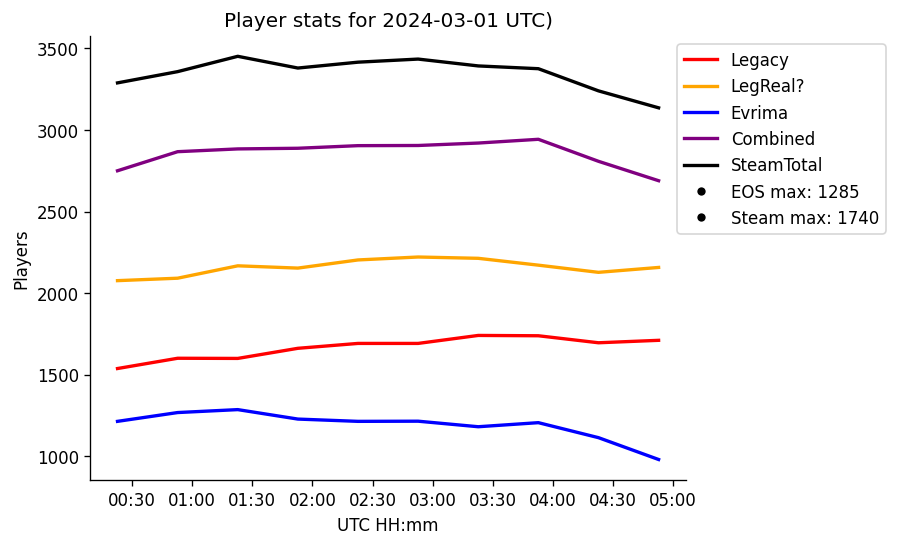 Player stats for 2024-03-01 UTC)
3500
3000
2500
2000
1500
1000
Players
00:30 01:00 01:30 02:00 02:30 03:00 03:30 04:00 04:30 05:00
UTC HH:mm
Legacy
LegReal?
Evrima
Combined
SteamTotal
EOS max: 1285
Steam max: 1740